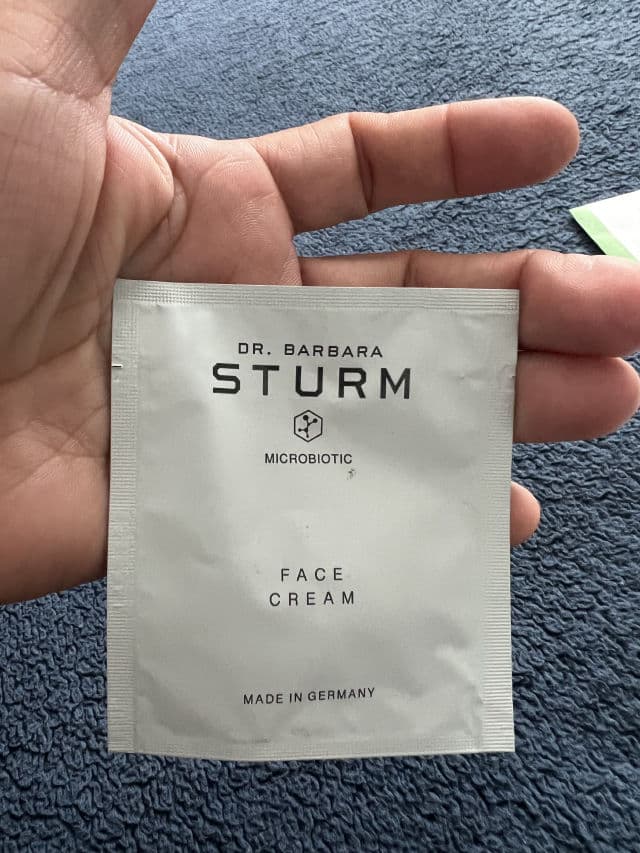 DR. BARBARA
STURM
MICROBIOTIC
FACE
CREAM
MADE IN GERMANY